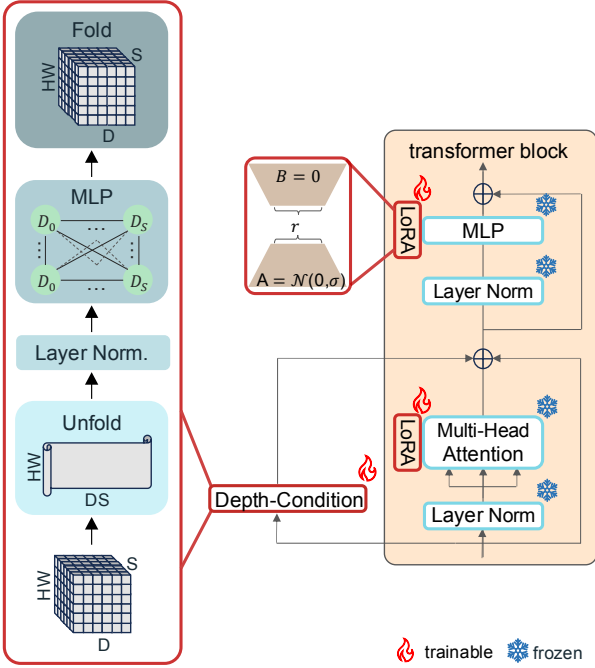 Fold
S
HW
D
MLP
D₀ ... Dₛ
D₀ ... Dₛ
Layer Norm.
Unfold
HW
DS
S
HW
D
B = 0
r
A = 𝒩(0,σ)
Depth-Condition
transformer block
LoRA
MLP
Layer Norm
LoRA
Multi-Head
Attention
Layer Norm
trainable
frozen